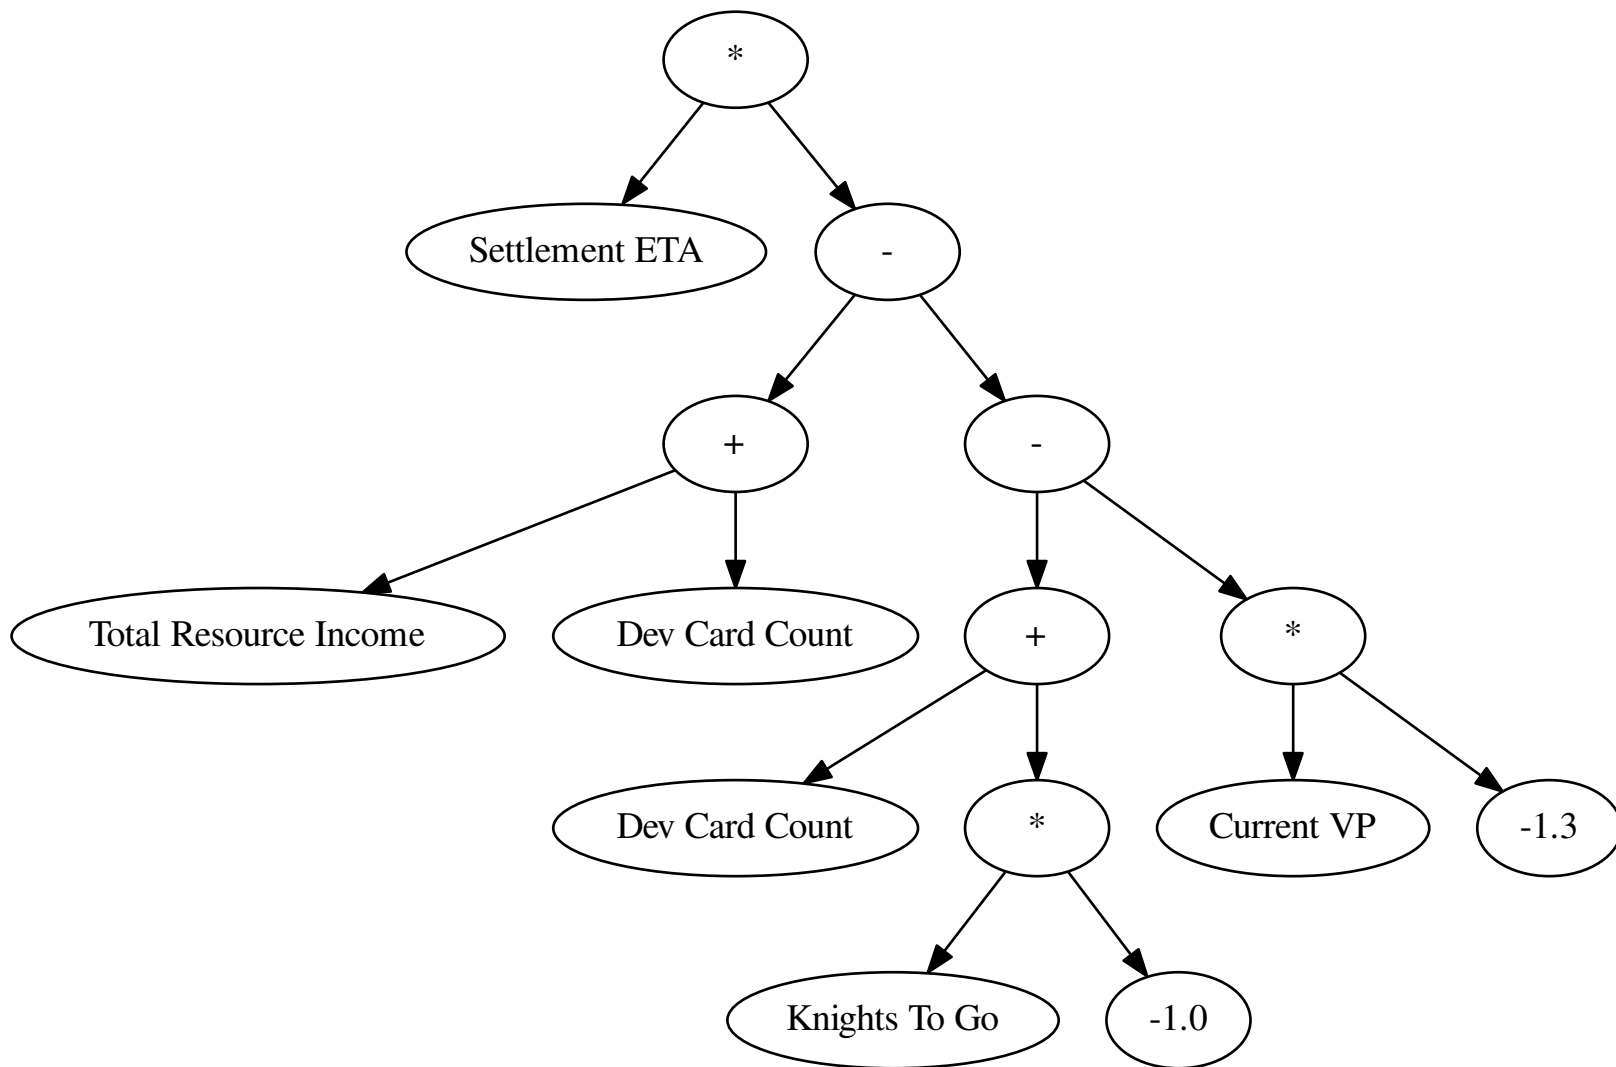 *
Settlement ETA
-
+
-
Total Resource Income
Dev Card Count
+
*
Dev Card Count
*
Current VP
-1.3
Knights To Go
-1.0